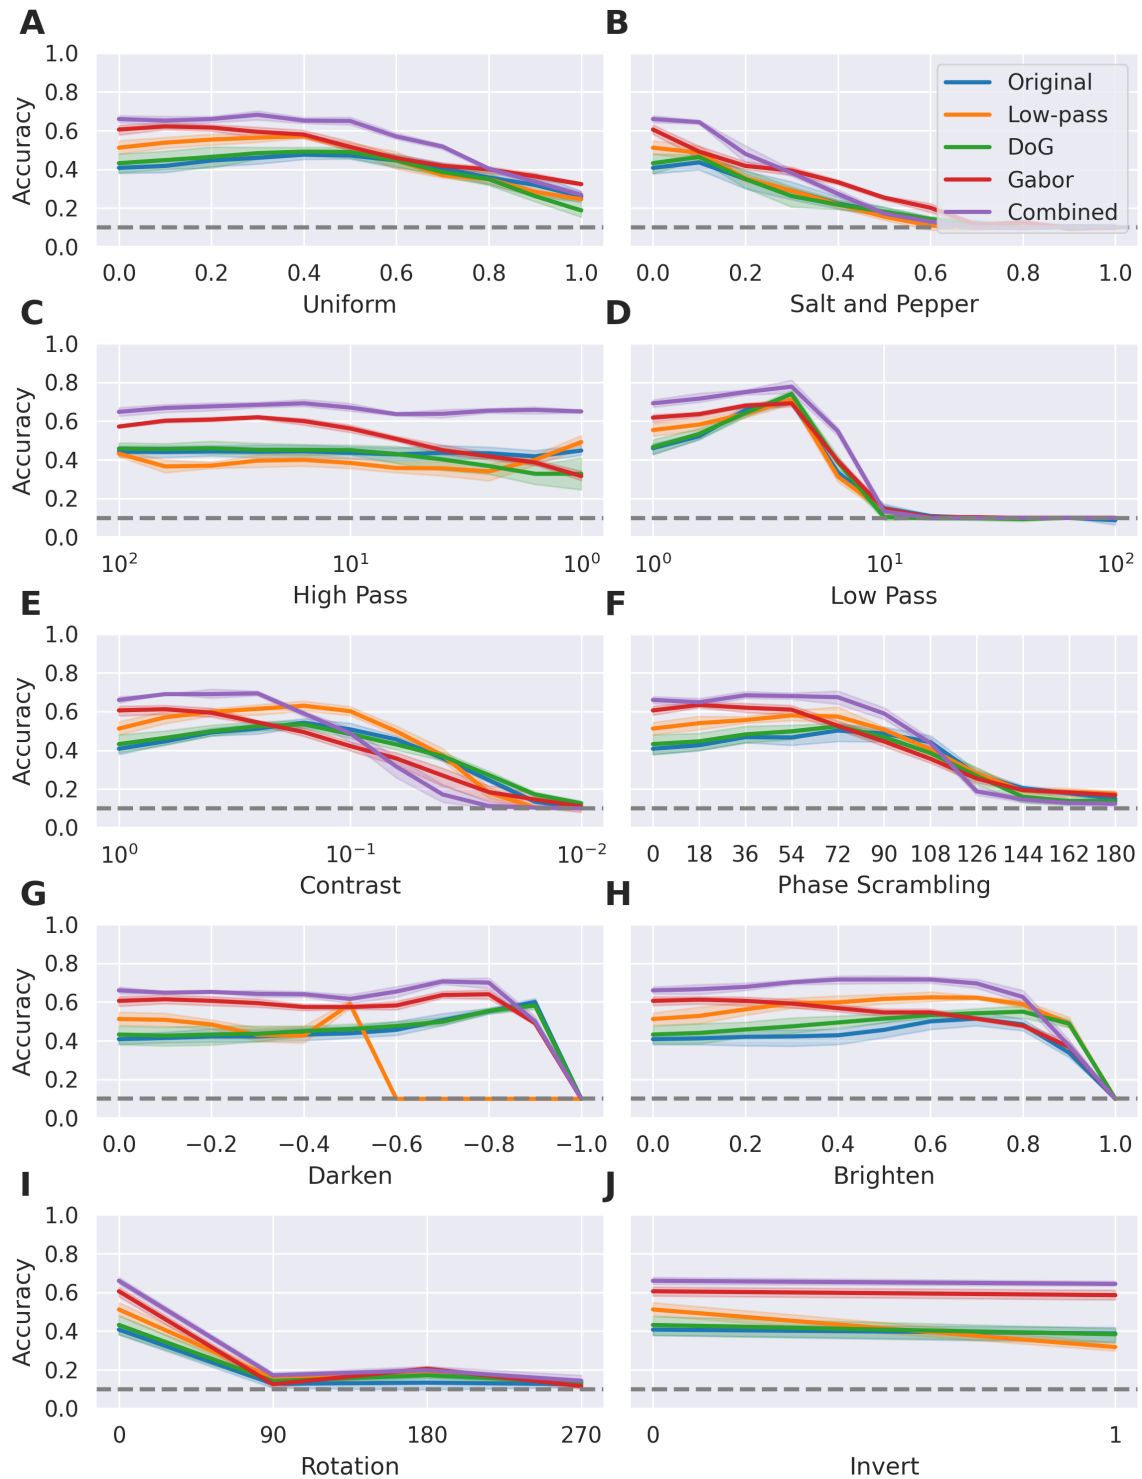 A B
1.0
0.8
0.6
0.4
0.2
0.0
Accuracy
0.0 0.2 0.4 0.6 0.8 1.0
Uniform
Original
Low-pass
DoG
Gabor
Combined
0.0 0.2 0.4 0.6 0.8 1.0
Salt and Pepper
C D
1.0
0.8
0.6
0.4
0.2
0.0
Accuracy
10² 10¹ 10⁰
High Pass
10⁰ 10¹ 10²
Low Pass
E F
1.0
0.8
0.6
0.4
0.2
0.0
Accuracy
10⁰ 10⁻¹ 10⁻²
Contrast
0 18 36 54 72 90 108 126 144 162 180
Phase Scrambling
G H
1.0
0.8
0.6
0.4
0.2
0.0
Accuracy
0.0 −0.2 −0.4 −0.6 −0.8 −1.0
Darken
0.0 0.2 0.4 0.6 0.8 1.0
Brighten
I J
1.0
0.8
0.6
0.4
0.2
0.0
Accuracy
0 90 180 270
Rotation
0 1
Invert